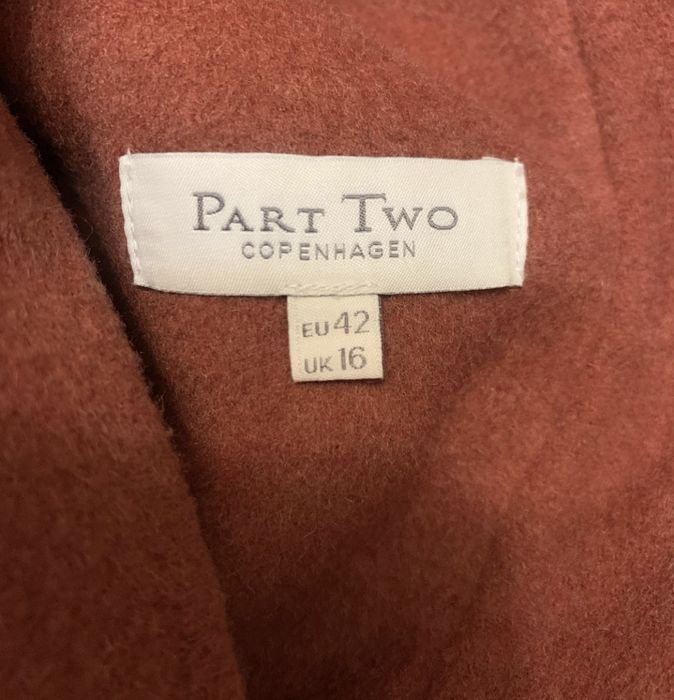 PART TWO
COPENHAGEN
EU 42
UK 16